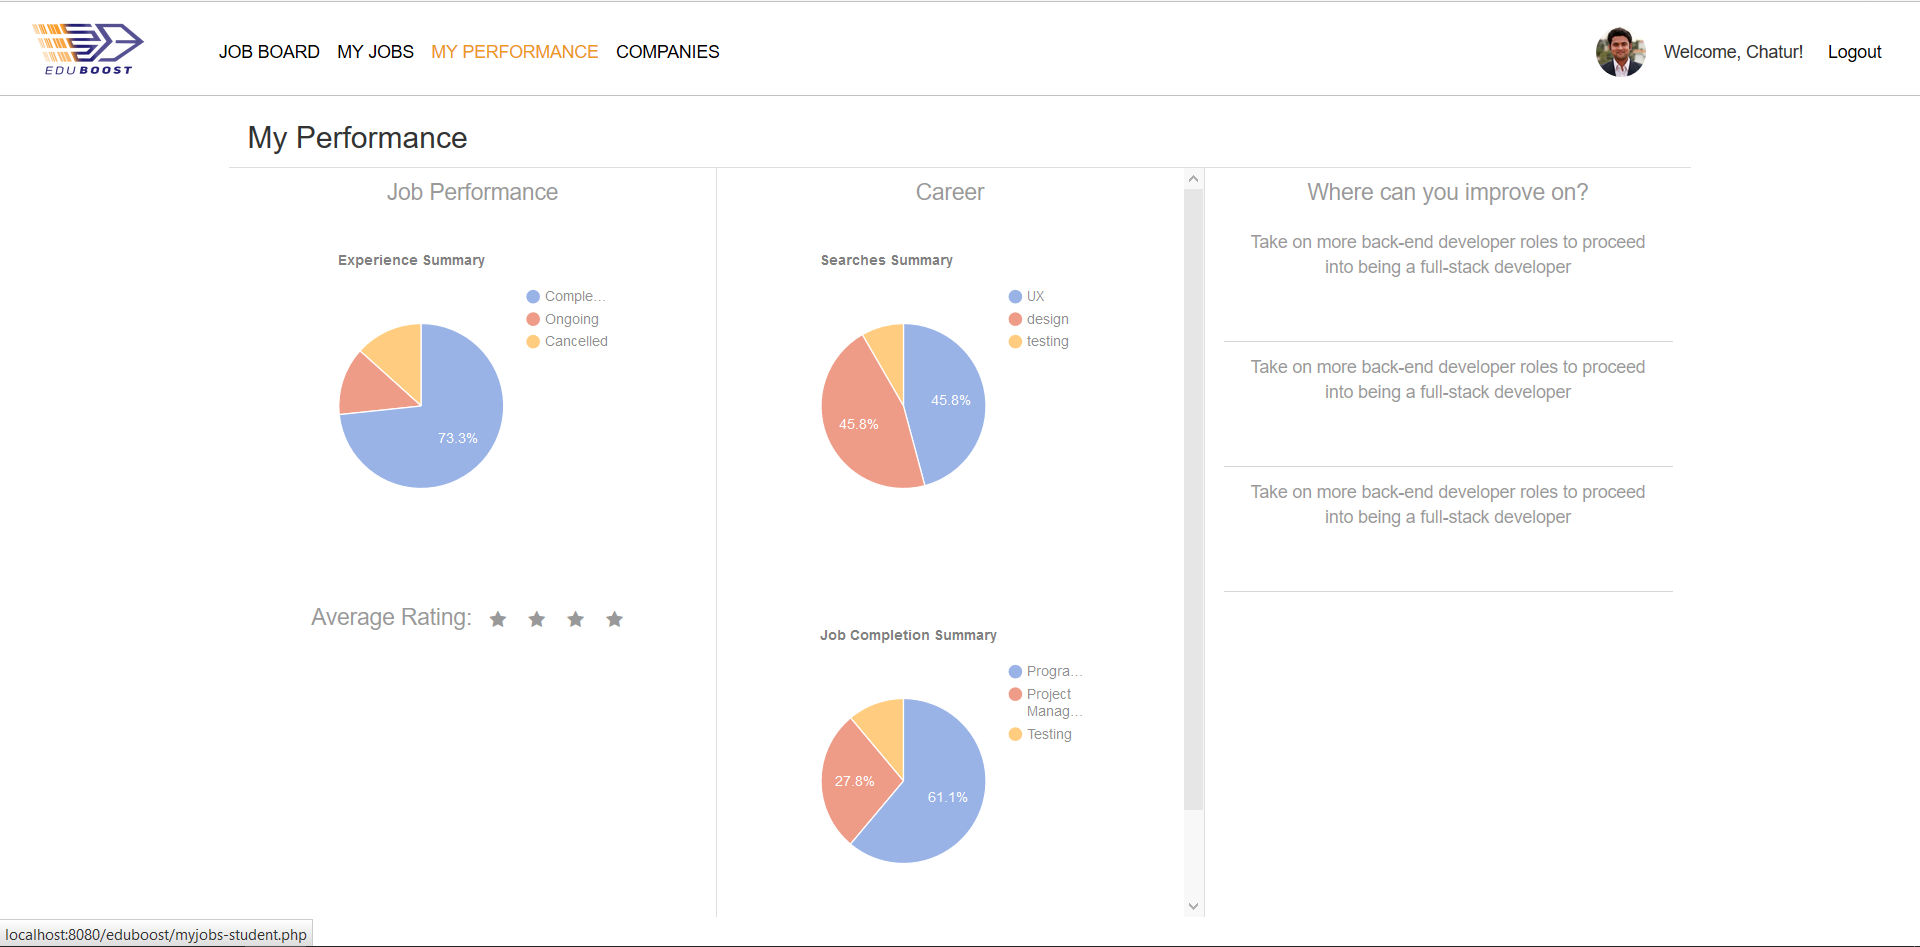 EDUBOOST
JOB BOARD MY JOBS MY PERFORMANCE COMPANIES
Welcome, Chatur! Logout
My Performance
Job Performance
Experience Summary
Comple...
Ongoing
Cancelled
73.3%
Average Rating:
Career
Searches Summary
UX
design
testing
45.8%
45.8%
Job Completion Summary
Progra...
Project
Manag...
Testing
27.8%
61.1%
Where can you improve on?
Take on more back-end developer roles to proceed
into being a full-stack developer
Take on more back-end developer roles to proceed
into being a full-stack developer
Take on more back-end developer roles to proceed
into being a full-stack developer
localhost:8080/eduboost/myjobs-student.php